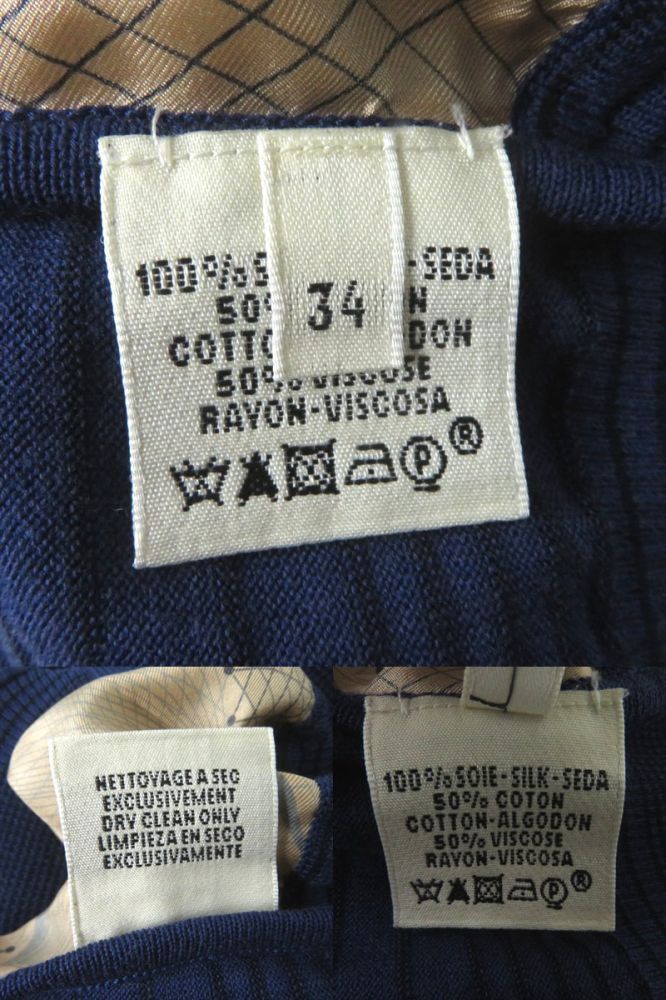 100% S -SEDA
50% N
COTTO DON
50% VISCOSE
RAYON-VISCOSA
34
P ®
NETTOYAGE A SEC
EXCLUSIVEMENT
DRY CLEAN ONLY
LIMPIEZA EN SECO
EXCLUSIVAMENTE
100% SOIE-SILK-SEDA
50% COTON
COTTON-ALGODON
50% VISCOSE
RAYON-VISCOSA
P ®